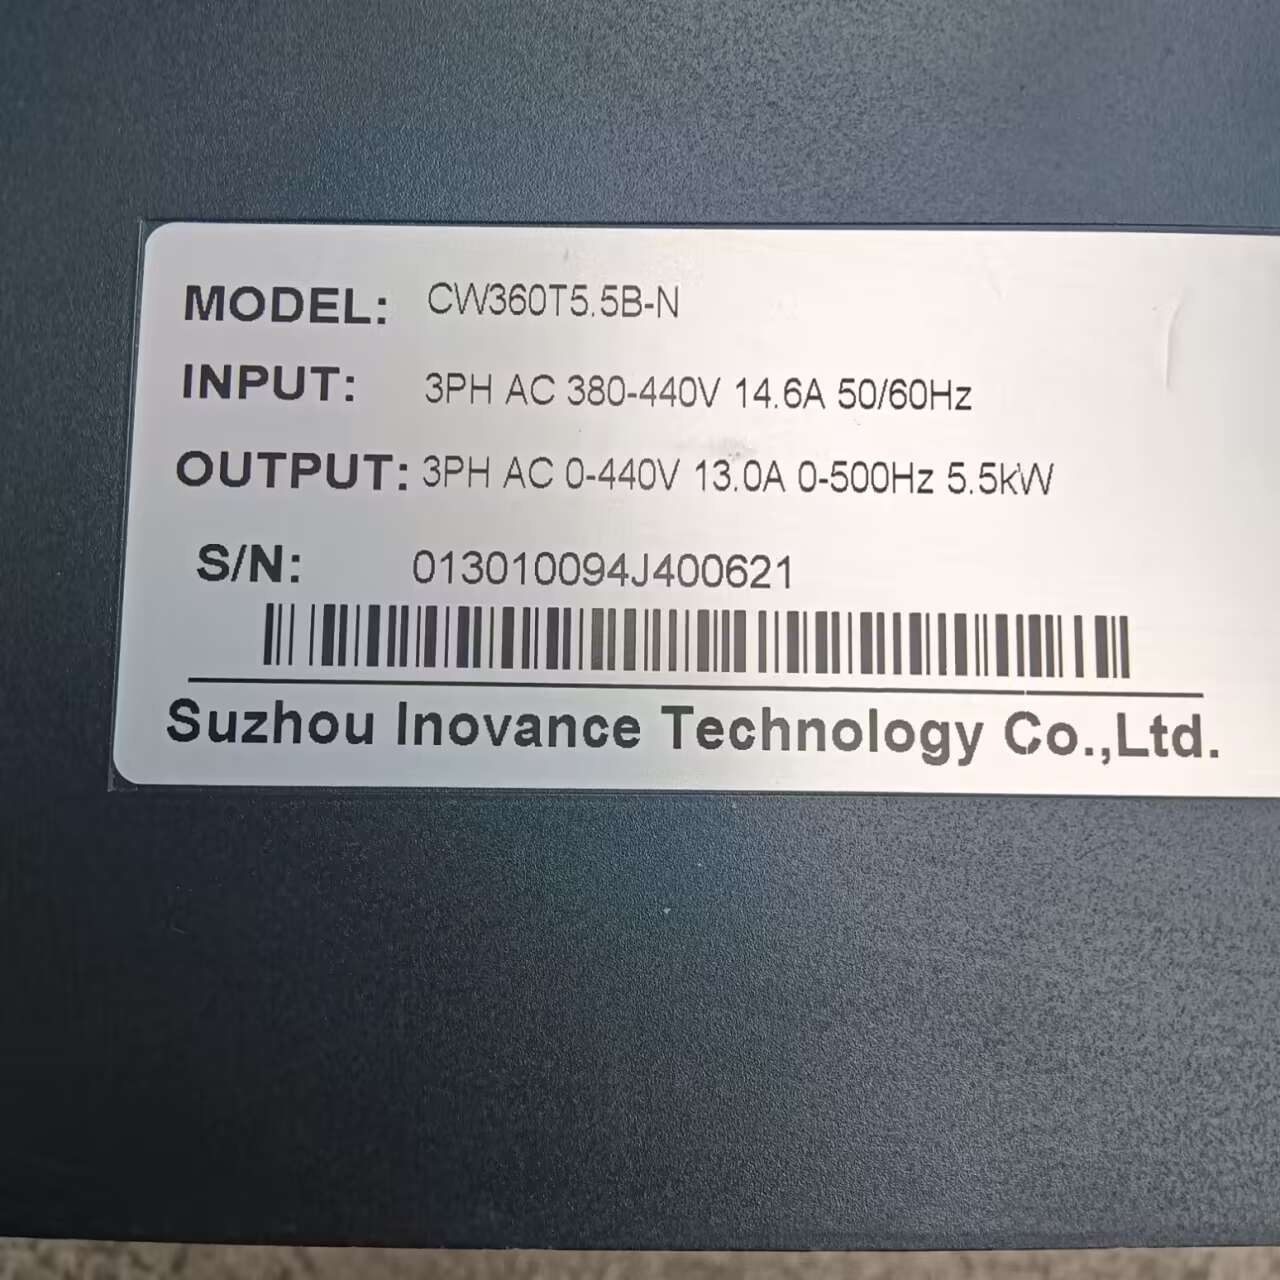 MODEL: CW360T5.5B-N
INPUT: 3PH AC 380-440V 14.6A 50/60Hz
OUTPUT: 3PH AC 0-440V 13.0A 0-500Hz 5.5kW
S/N: 013010094J400621
Suzhou Inovance Technology Co.,Ltd.